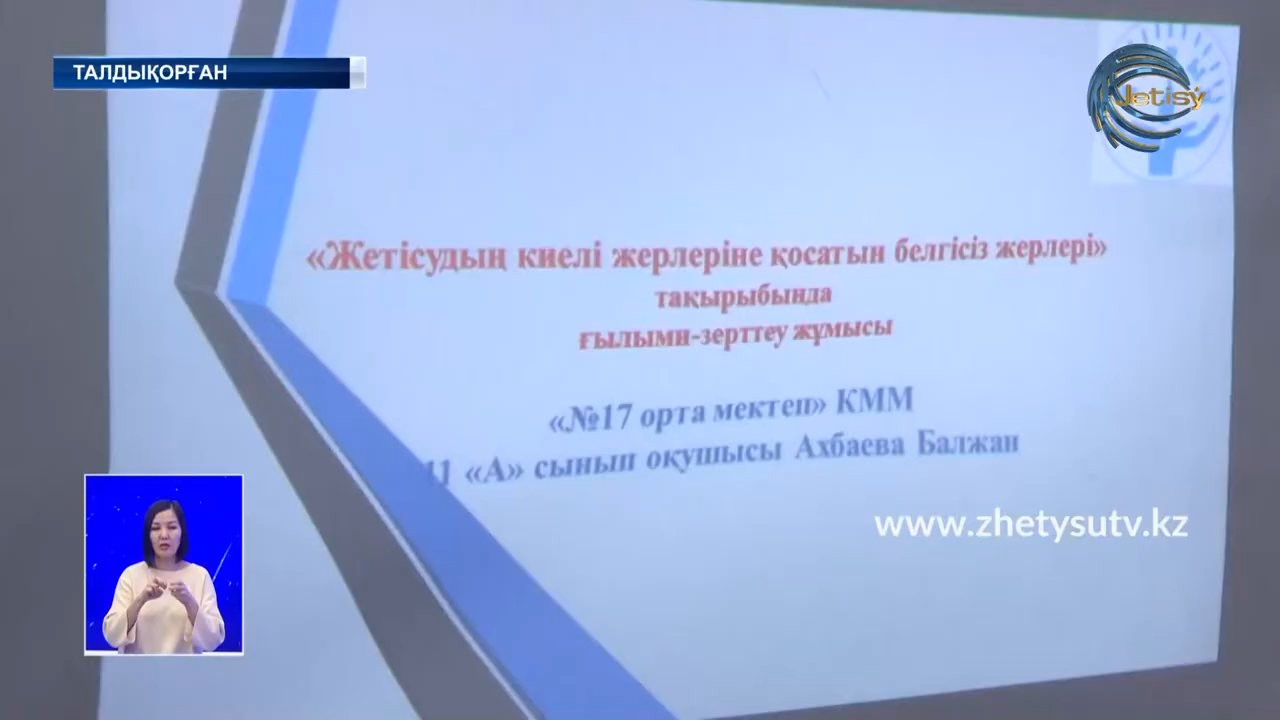 ТАЛДЫҚОРҒАН
Jetisý
«Жетісудың киелі жерлеріне қосатын белгісіз жерлері»
тақырыбында
ғылыми-зерттеу жұмысы
«№17 орта мектеп» КММ
11 «А» сынып оқушысы Ахбаева Балжан
www.zhetysutv.kz